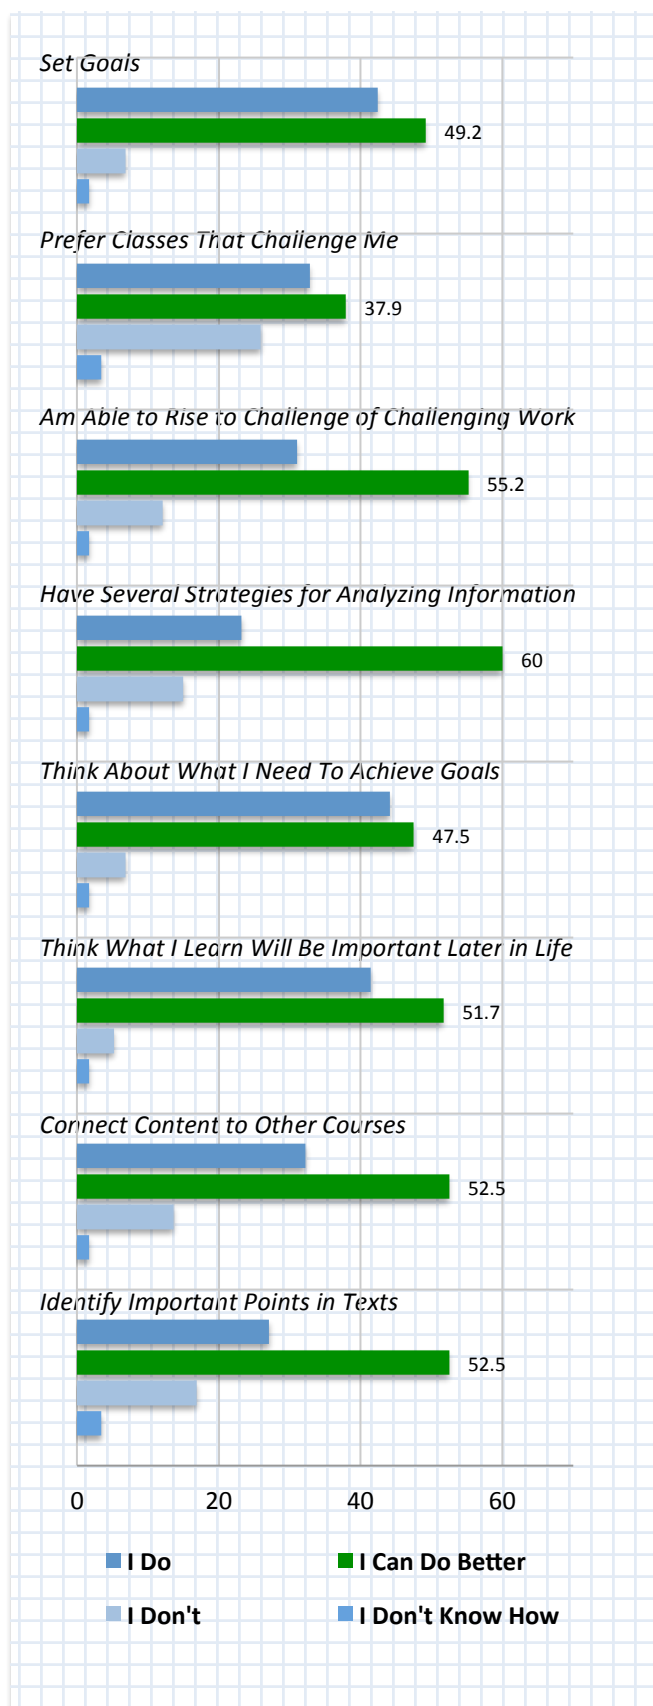 Set Goals
49.2
Prefer Classes That Challenge Me
37.9
Am Able to Rise to Challenge of Challenging Work
55.2
Have Several Strategies for Analyzing Information
60
Think About What I Need To Achieve Goals
47.5
Think What I Learn Will Be Important Later in Life
51.7
Connect Content to Other Courses
52.5
Identify Important Points in Texts
52.5
0 20 40 60
I Do I Can Do Better
I Don't I Don't Know How